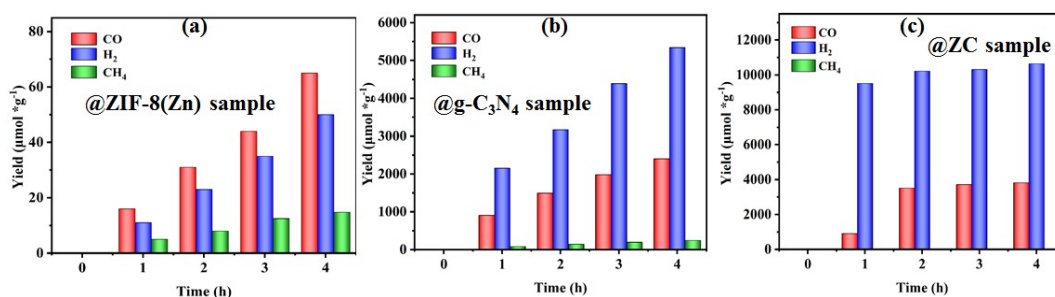 (a)
CO
H₂
CH₄
@ZIF-8(Zn) sample
Yield (μmol *g⁻¹)
80
60
40
20
0
0 1 2 3 4
Time (h)
(b)
CO
H₂
CH₄
@g-C₃N₄ sample
Yield (μmol *g⁻¹)
6000
5000
4000
3000
2000
1000
0
0 1 2 3 4
Time (h)
(c)
CO
H₂
CH₄
@ZC sample
Yield (μmol *g⁻¹)
12000
10000
8000
6000
4000
2000
0
0 1 2 3 4
Time (h)